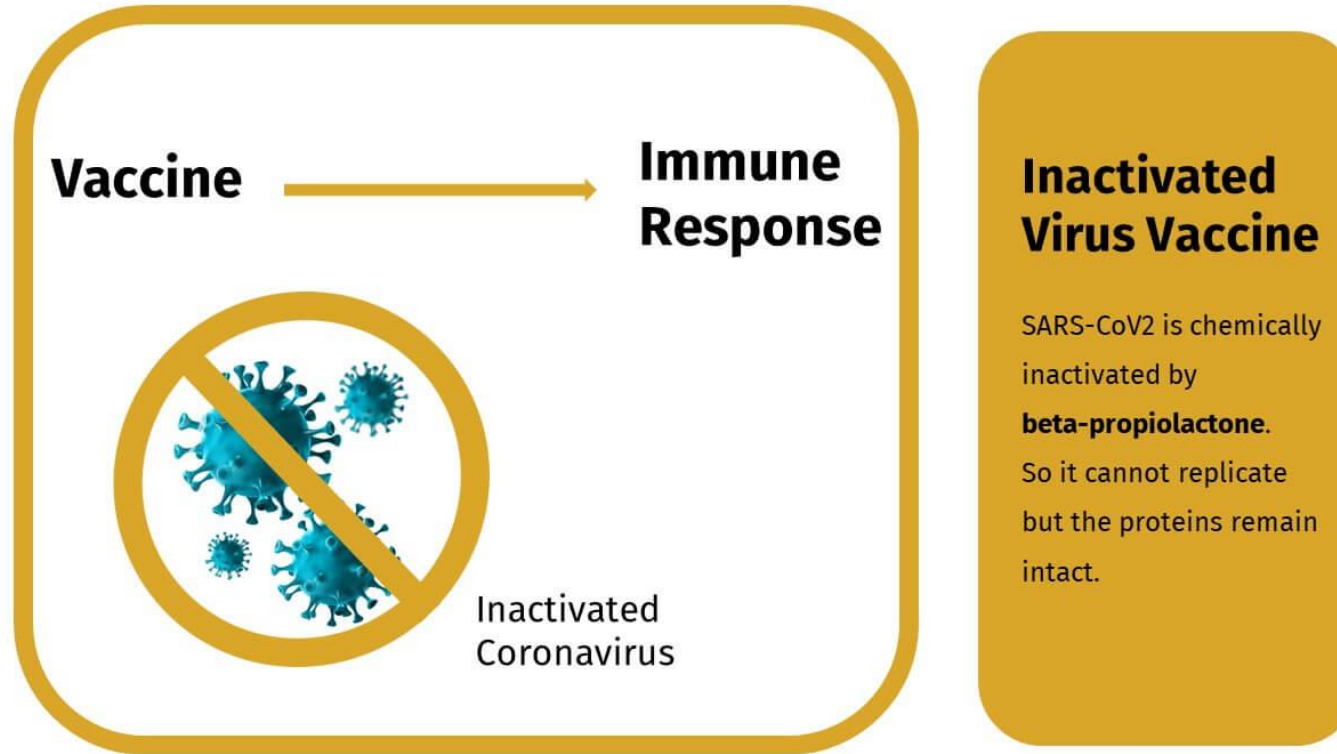 Vaccine
Immune
Response
Inactivated
Coronavirus
Inactivated
Virus Vaccine
SARS-CoV2 is chemically
inactivated by
beta-propiolactone.
So it cannot replicate
but the proteins remain
intact.